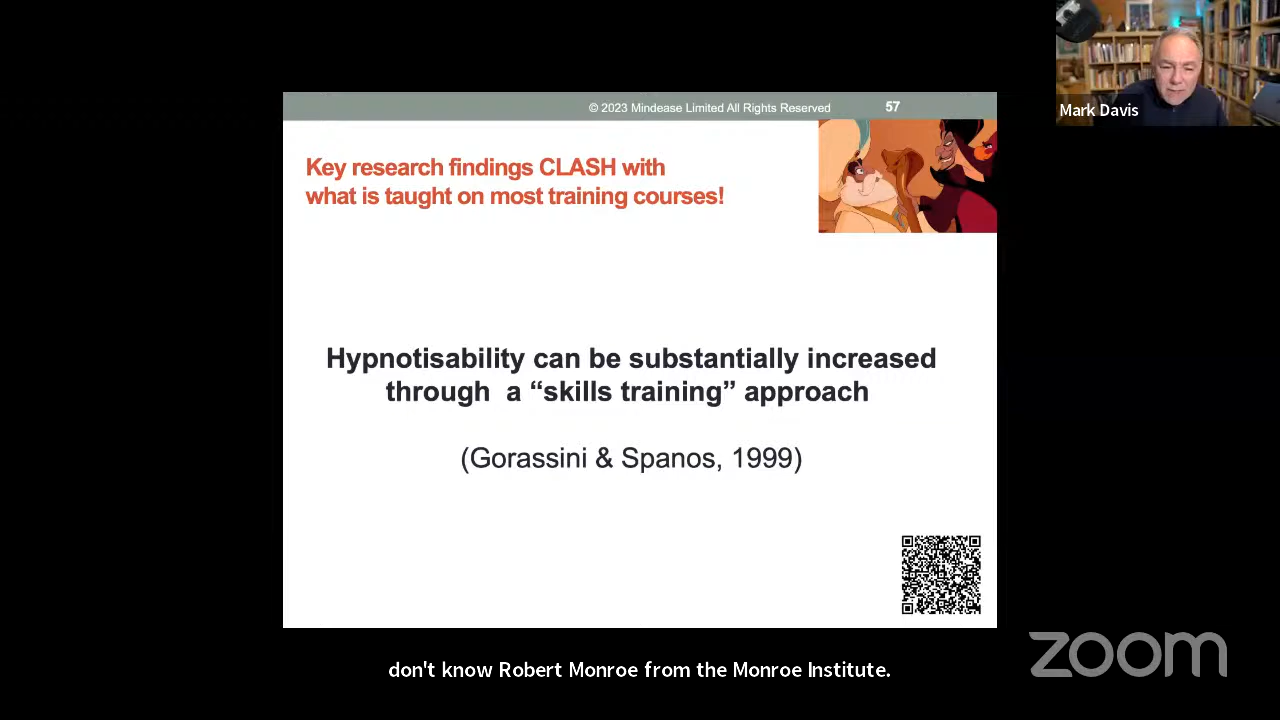 © 2023 Mindease Limited All Rights Reserved 57
Key research findings CLASH with
what is taught on most training courses!
Hypnotisability can be substantially increased
through a “skills training” approach
(Gorassini & Spanos, 1999)
Mark Davis
don't know Robert Monroe from the Monroe Institute.
zoom